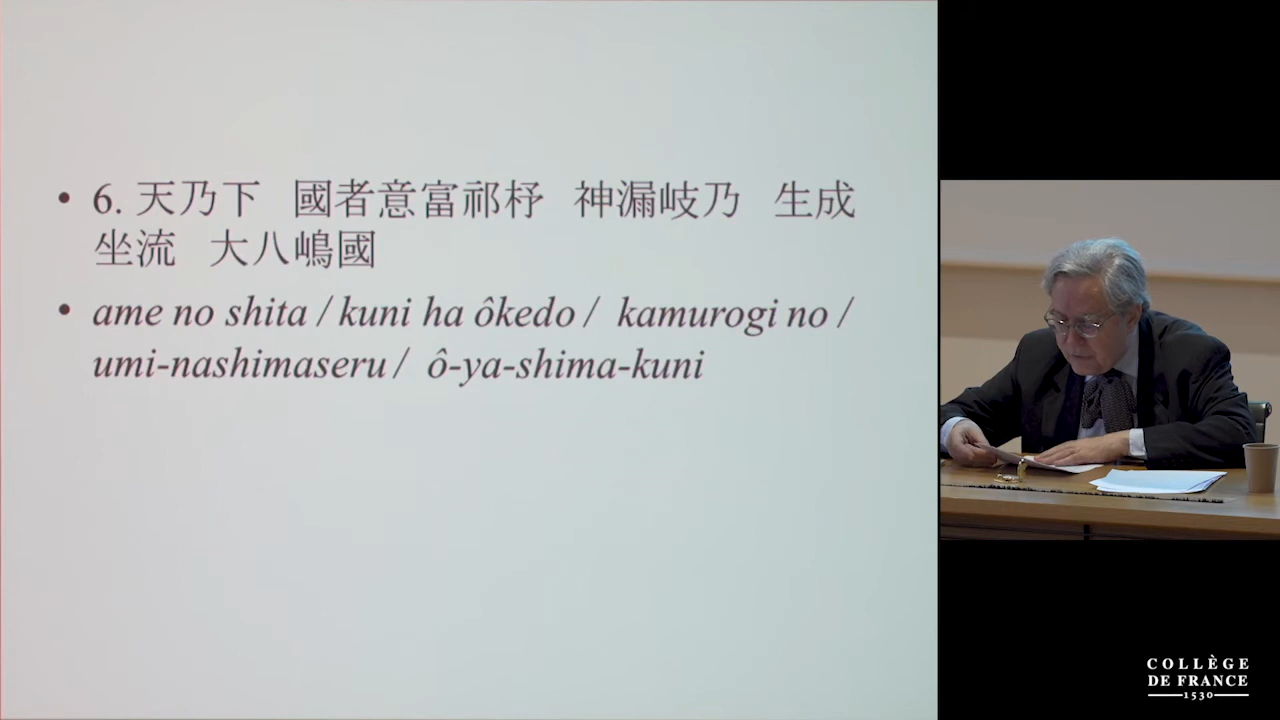 • 6. 天乃下 國者意富祁杼 神漏岐乃 生成
坐流 大八嶋國
• ame no shita / kuni ha ôkedo / kamurogi no /
umi-nashimaseru / ô-ya-shima-kuni
COLLÈGE
DE FRANCE
1530